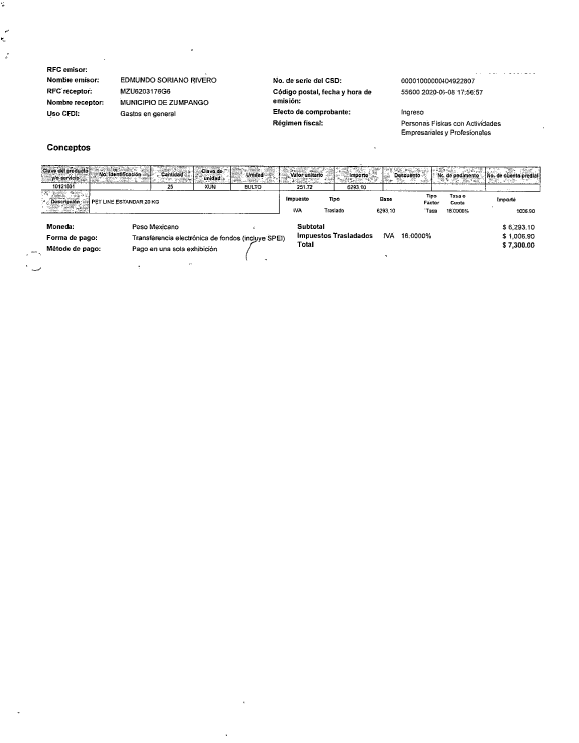 RFC emisor:
Nombre emisor: EDMUNDO SORIANO RIVERO
RFC receptor: MZU6203176G6
Nombre receptor: MUNICIPIO DE ZUMPANGO
Uso CFDI: Gastos en general
No. de serie del CSD: 00001000000404922807
Código postal, fecha y hora de emisión: 55600 2020-06-08 17:56:57
Efecto de comprobante: Ingreso
Régimen fiscal: Personas Físicas con Actividades Empresariales y Profesionales
Conceptos
Clave del producto y/o servicio No. identificación Cantidad Clave de unidad Unidad Valor unitario Importe Descuento No. de pedimento No. de cuenta predial
10121801 25 XUN BULTO 251.72 6293.10
Descripción PET LINE ESTANDAR 20 KG
Impuesto Tipo Base Tipo Factor Tasa o Cuota Importe
IVA Traslado 6293.10 Tasa 16.0000% 1006.90
Moneda: Peso Mexicano
Forma de pago: Transferencia electrónica de fondos (incluye SPEI)
Método de pago: Pago en una sola exhibición
Subtotal $ 6,293.10
Impuestos Trasladados IVA 16.0000% $ 1,006.90
Total $ 7,300.00